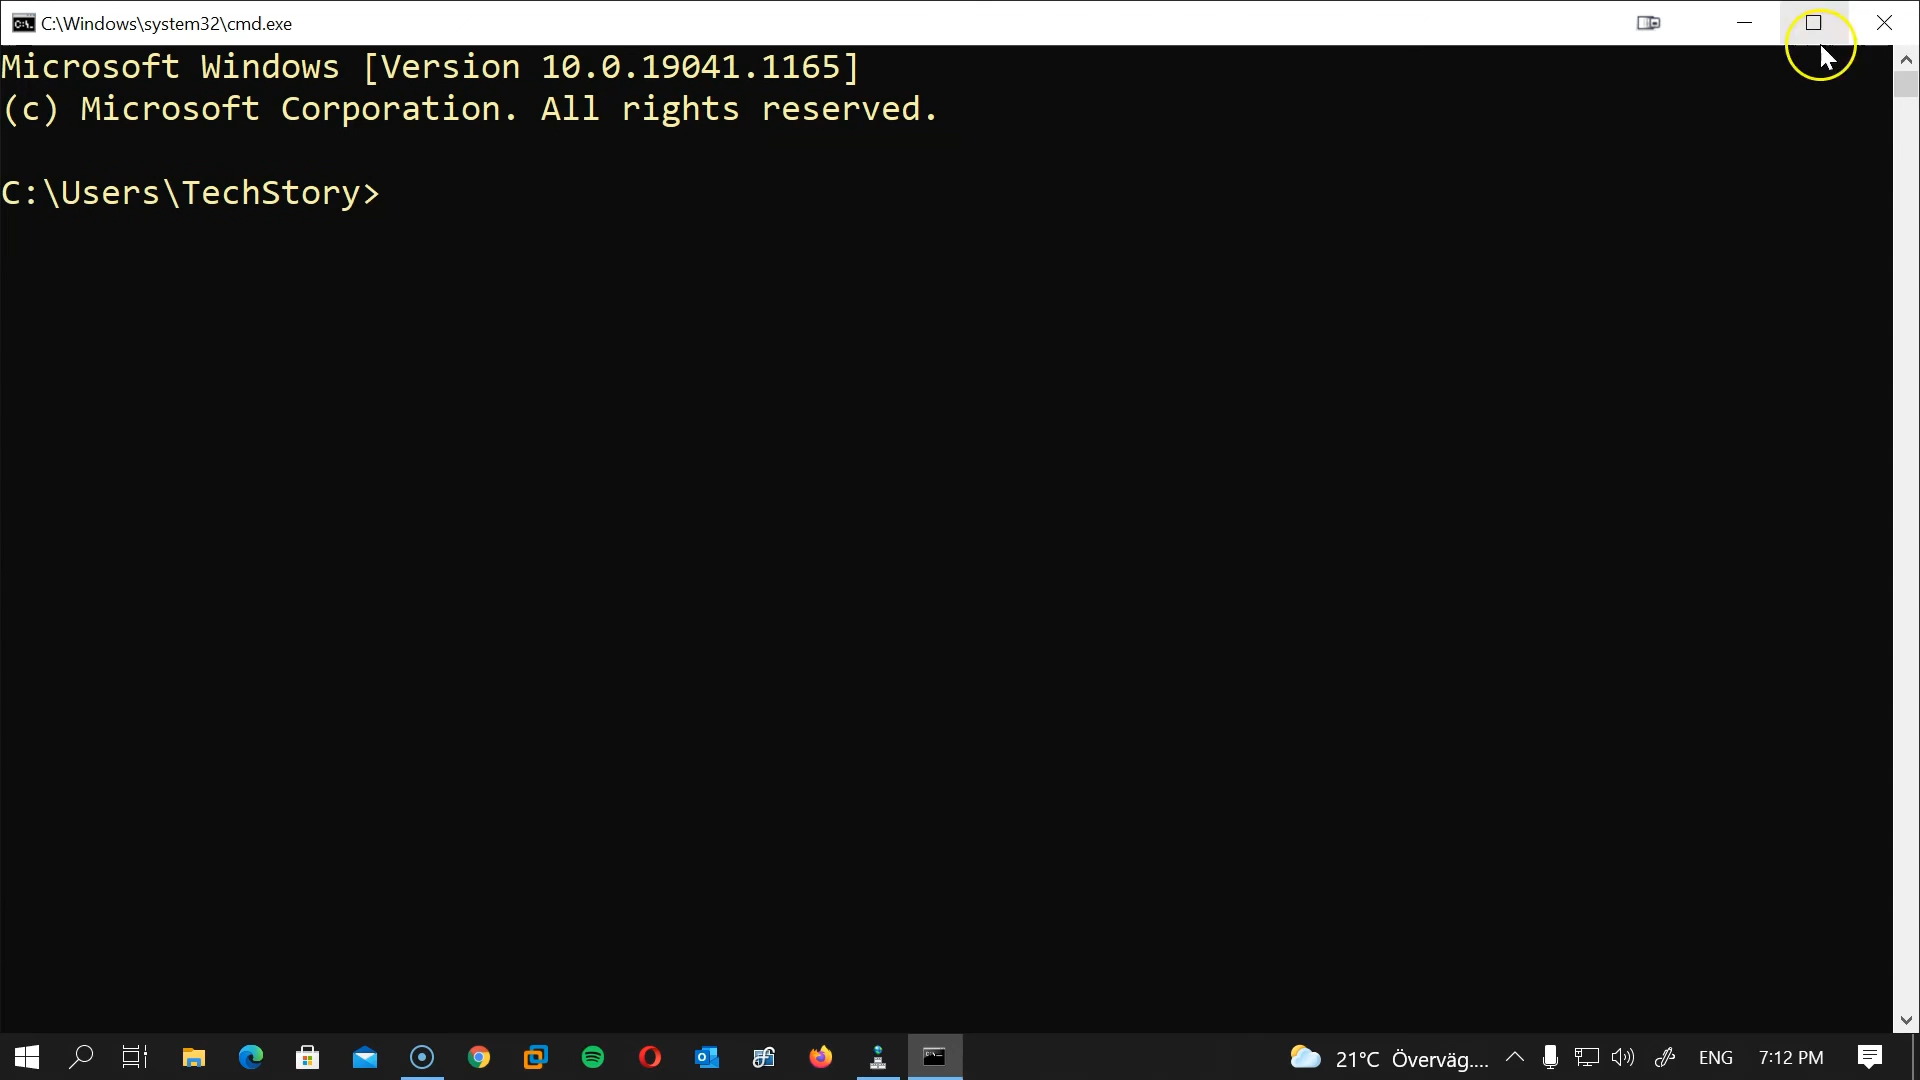 C:\Windows\system32\cmd.exe
Microsoft Windows [Version 10.0.19041.1165]
(c) Microsoft Corporation. All rights reserved.
C:\Users\TechStory>
21°C Överväg.... ENG 7:12 PM